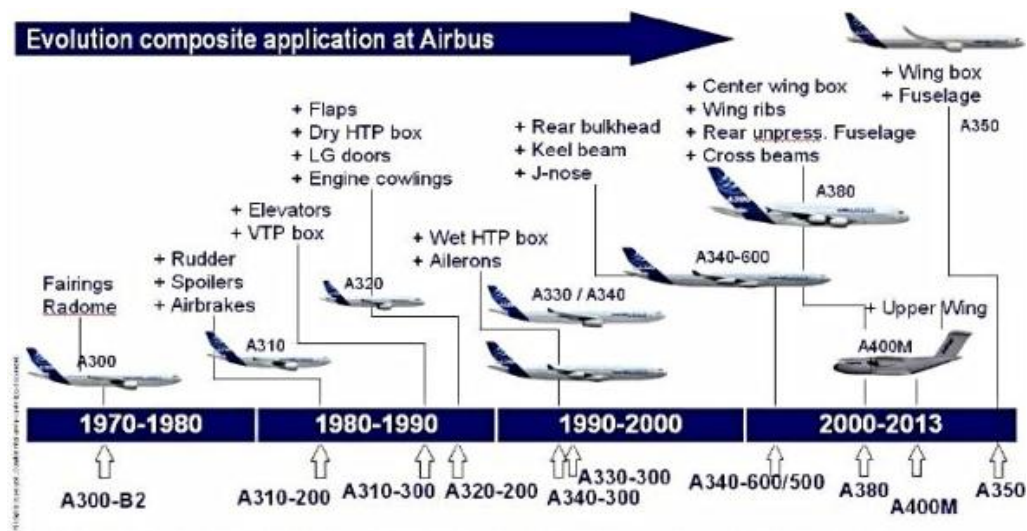 Evolution composite application at Airbus
+ Wing box
+ Fuselage
A350
+ Center wing box
+ Wing ribs
+ Rear unpress. Fuselage
+ Cross beams
A380
+ Flaps
+ Dry HTP box
+ LG doors
+ Engine cowlings
A320
+ Rear bulkhead
+ Keel beam
+ J-nose
A340-600
+ Elevators
+ VTP box
+ Wet HTP box
+ Ailerons
A330 / A340
+ Rudder
+ Spoilers
+ Airbrakes
A310
Fairings
Radome
A300
+ Upper Wing
A400M
1970-1980
1980-1990
1990-2000
2000-2013
A300-B2
A310-200
A310-300
A320-200
A330-300
A340-300
A340-600/500
A380
A400M
A350